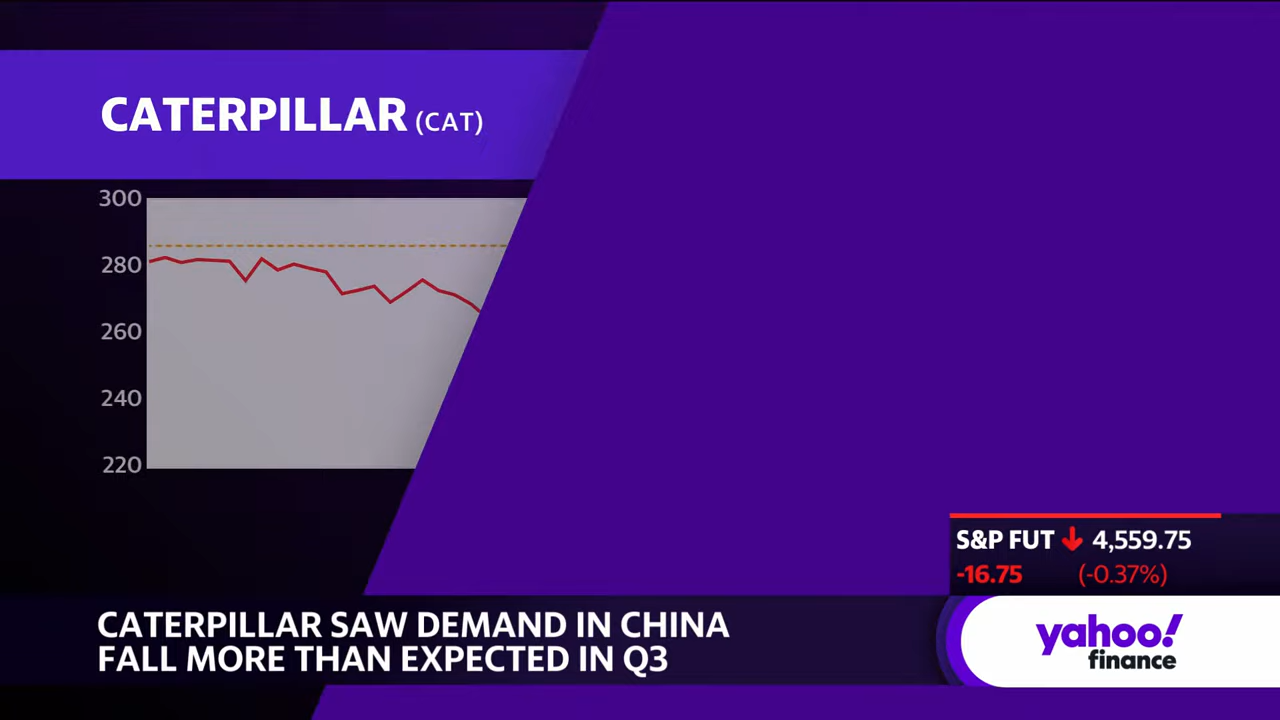 CATERPILLAR (CAT)
300
280
260
240
220
S&P FUT 4,559.75
-16.75 (-0.37%)
CATERPILLAR SAW DEMAND IN CHINA
FALL MORE THAN EXPECTED IN Q3
yahoo!
finance